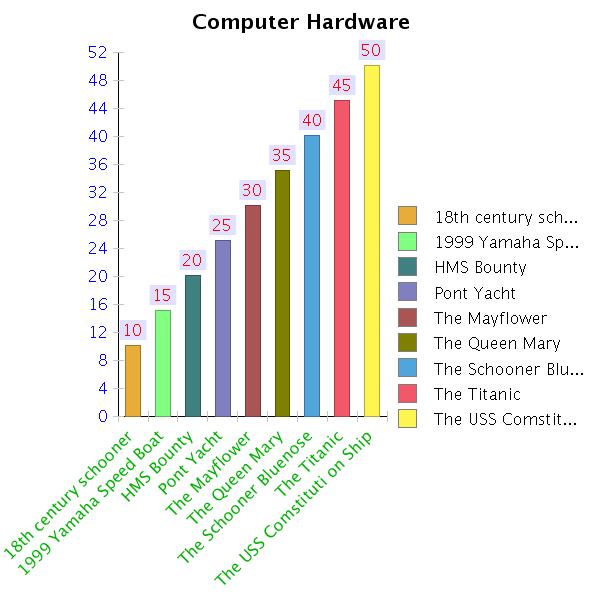 Computer Hardware
52
48
44
40
36
32
28
24
20
16
12
8
4
0
10
15
20
25
30
35
40
45
50
18th century schooner
1999 Yamaha Speed Boat
HMS Bounty
Pont Yacht
The Mayflower
The Queen Mary
The Schooner Bluenose
The Titanic
The USS Comstituti on Ship
18th century sch...
1999 Yamaha Sp...
HMS Bounty
Pont Yacht
The Mayflower
The Queen Mary
The Schooner Blu...
The Titanic
The USS Comstit...